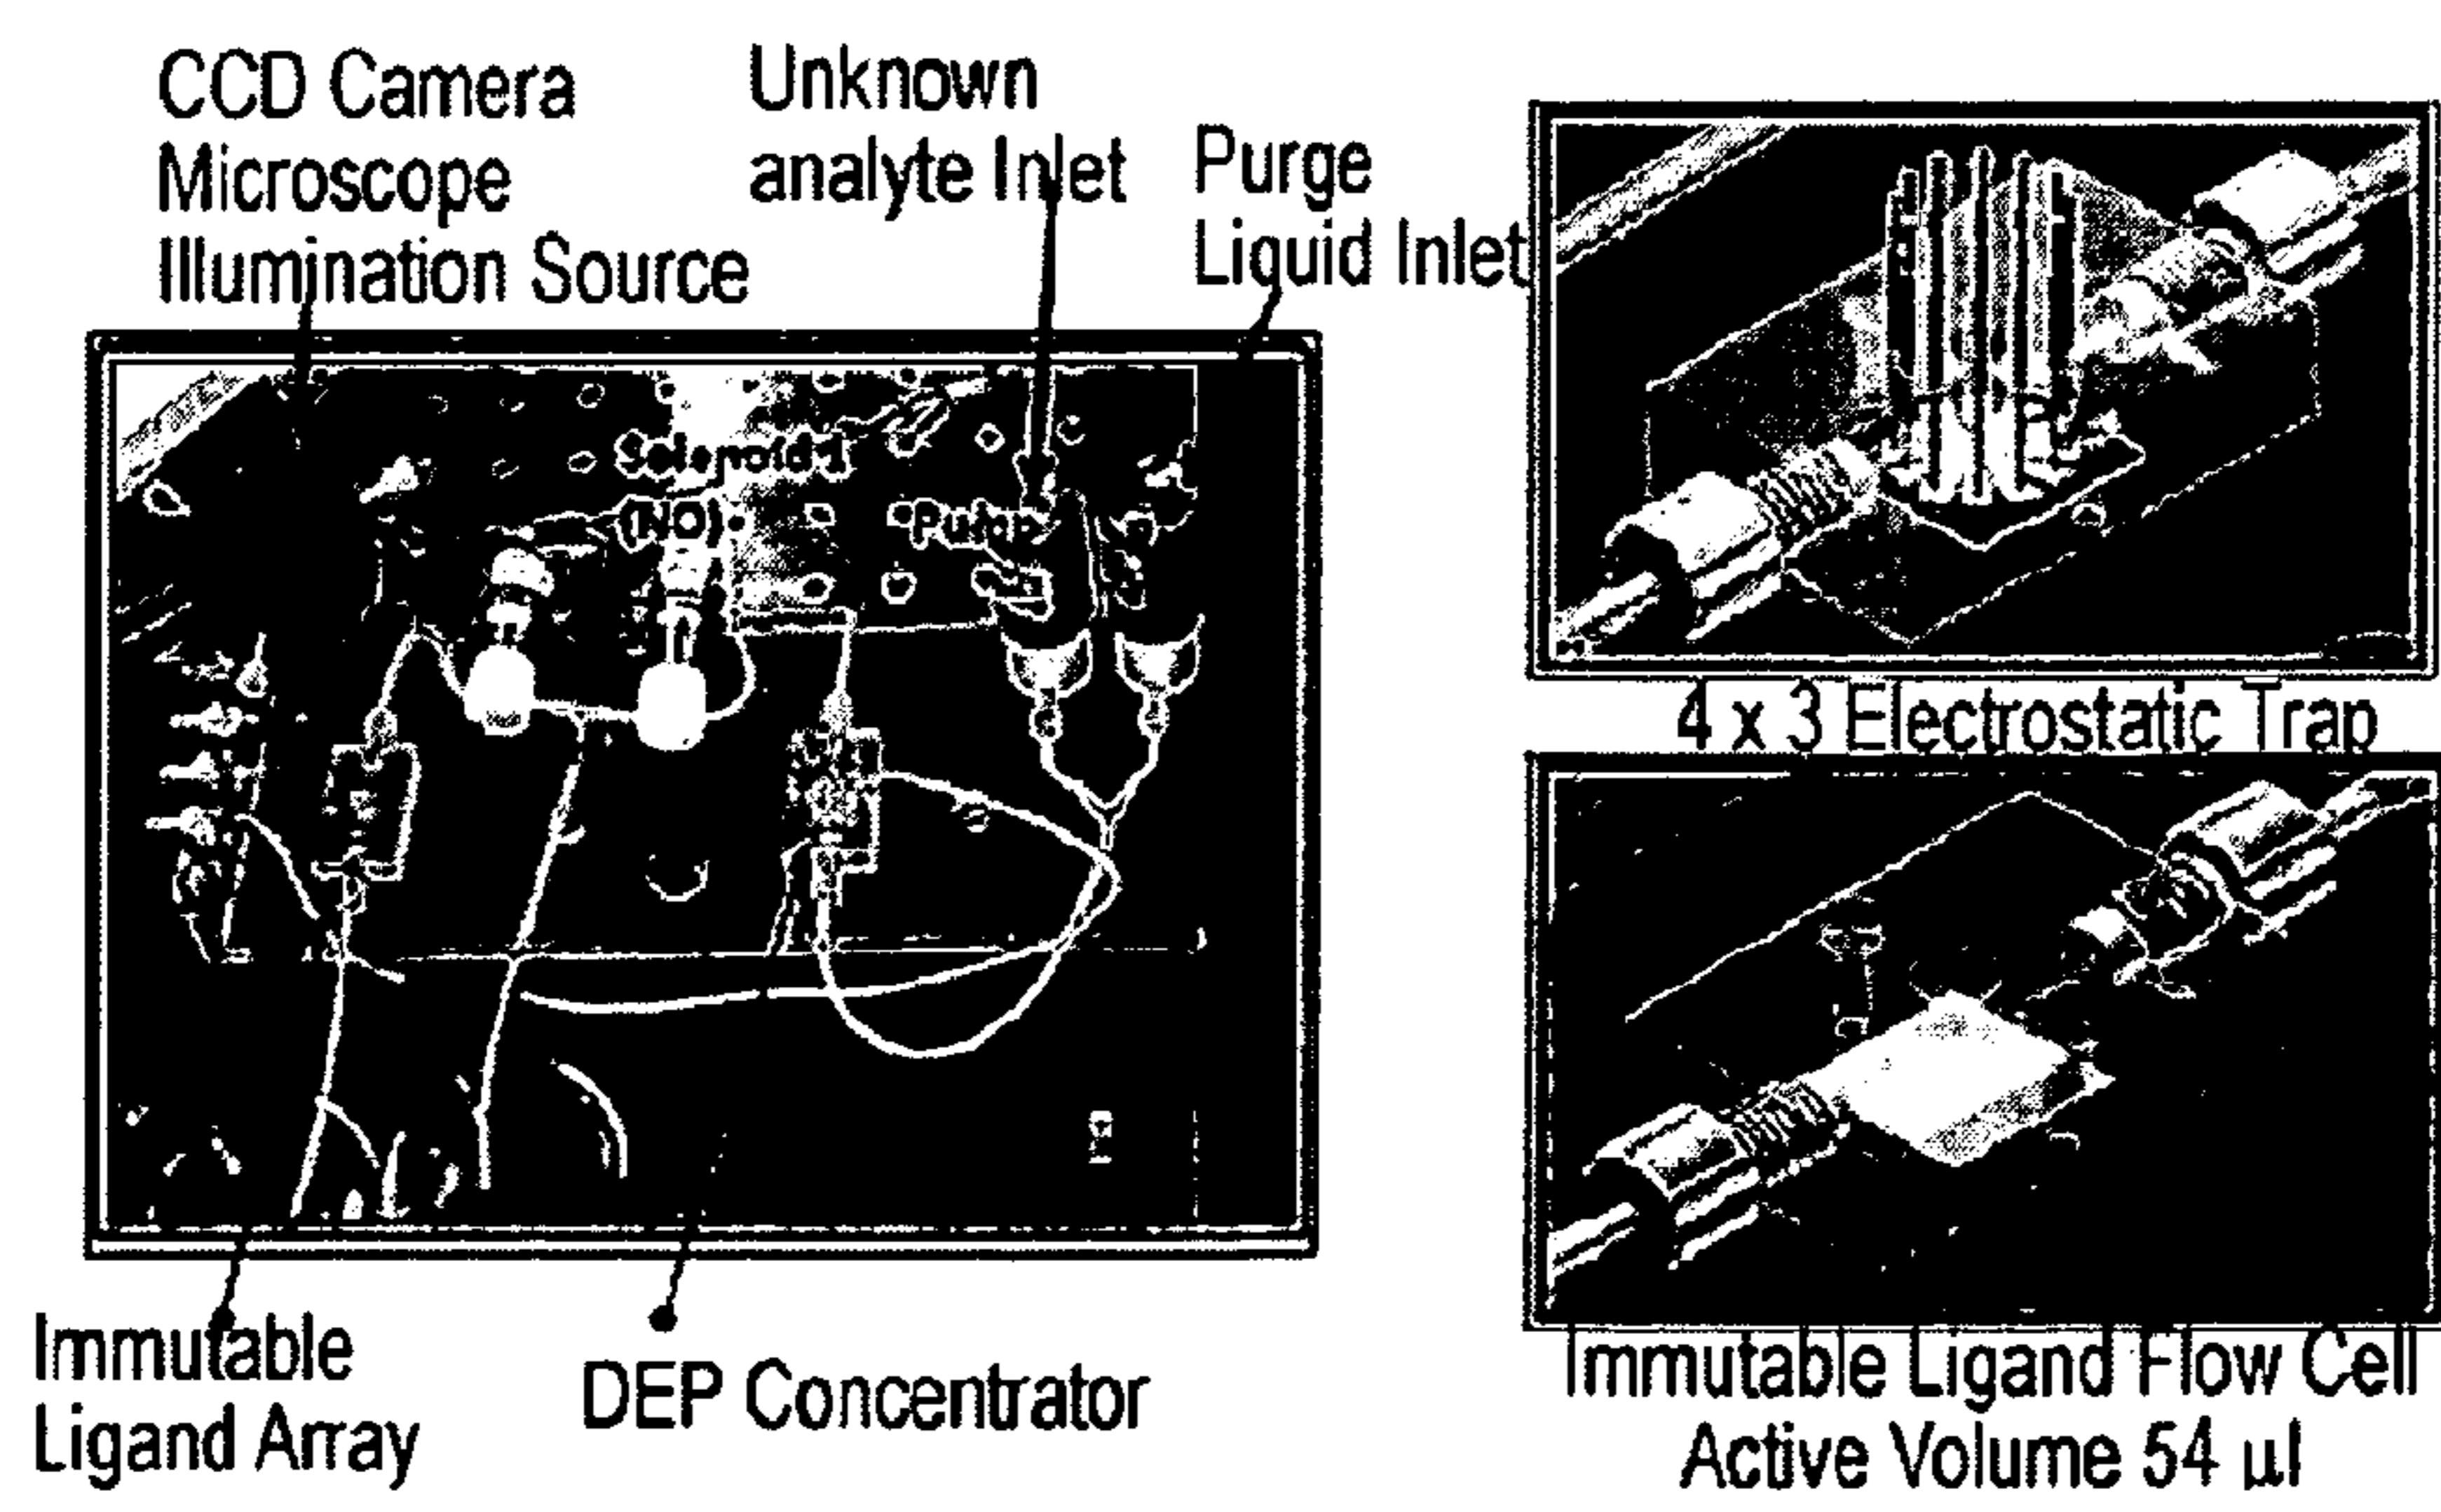 CCD Camera
Microscope
Illumination Source
Unknown
analyte Inlet
Purge
Liquid Inlet
Solenoid 1
(NO)
Pump
4 x 3 Electrostatic Trap
Immutable
Ligand Array
DEP Concentrator
Immutable Ligand Flow Cell
Active Volume 54 µl